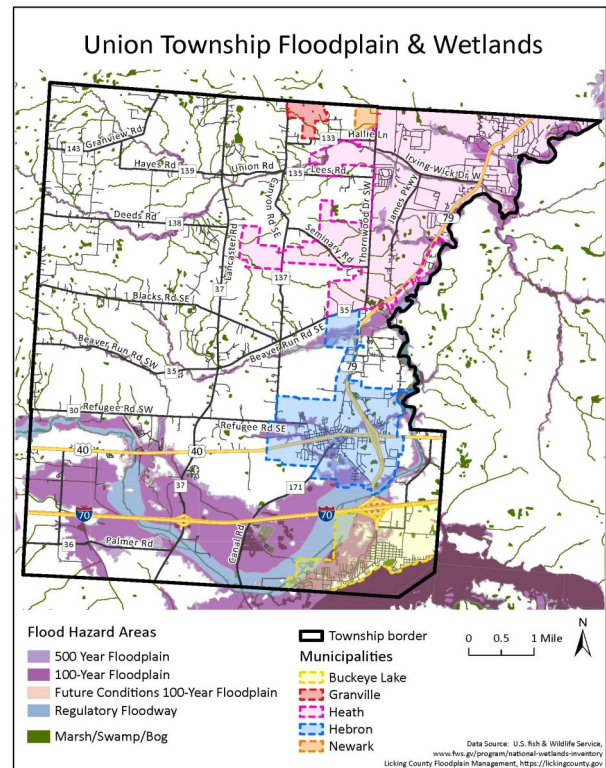 Union Township Floodplain & Wetlands
Granview Rd
143
133
Hallie Ln
Hayes Rd
139
Union Rd
135
Lees Rd
Irving-Wick Dr W
Deeds Rd
138
Lancaster Rd
Canyon Rd SE
Seminary Rd
Thornwood Dr SW
James Pkwy
79
37
137
Blacks Rd SE
35
Beaver Run Rd SW
35
Beaver Run Rd SE
79
30
Refugee Rd SW
Refugee Rd SE
40
40
37
171
70
70
36
Palmer Rd
Canal Rd
Flood Hazard Areas
500 Year Floodplain
100-Year Floodplain
Future Conditions 100-Year Floodplain
Regulatory Floodway
Marsh/Swamp/Bog
Township border
Municipalities
Buckeye Lake
Granville
Heath
Hebron
Newark
0 0.5 1 Mile
N
Data Source: U.S. fish & Wildlife Service,
www.fws.gv/program/national-wetlands-inventory
Licking County Floodplain Management, https://lickingcounty.gov